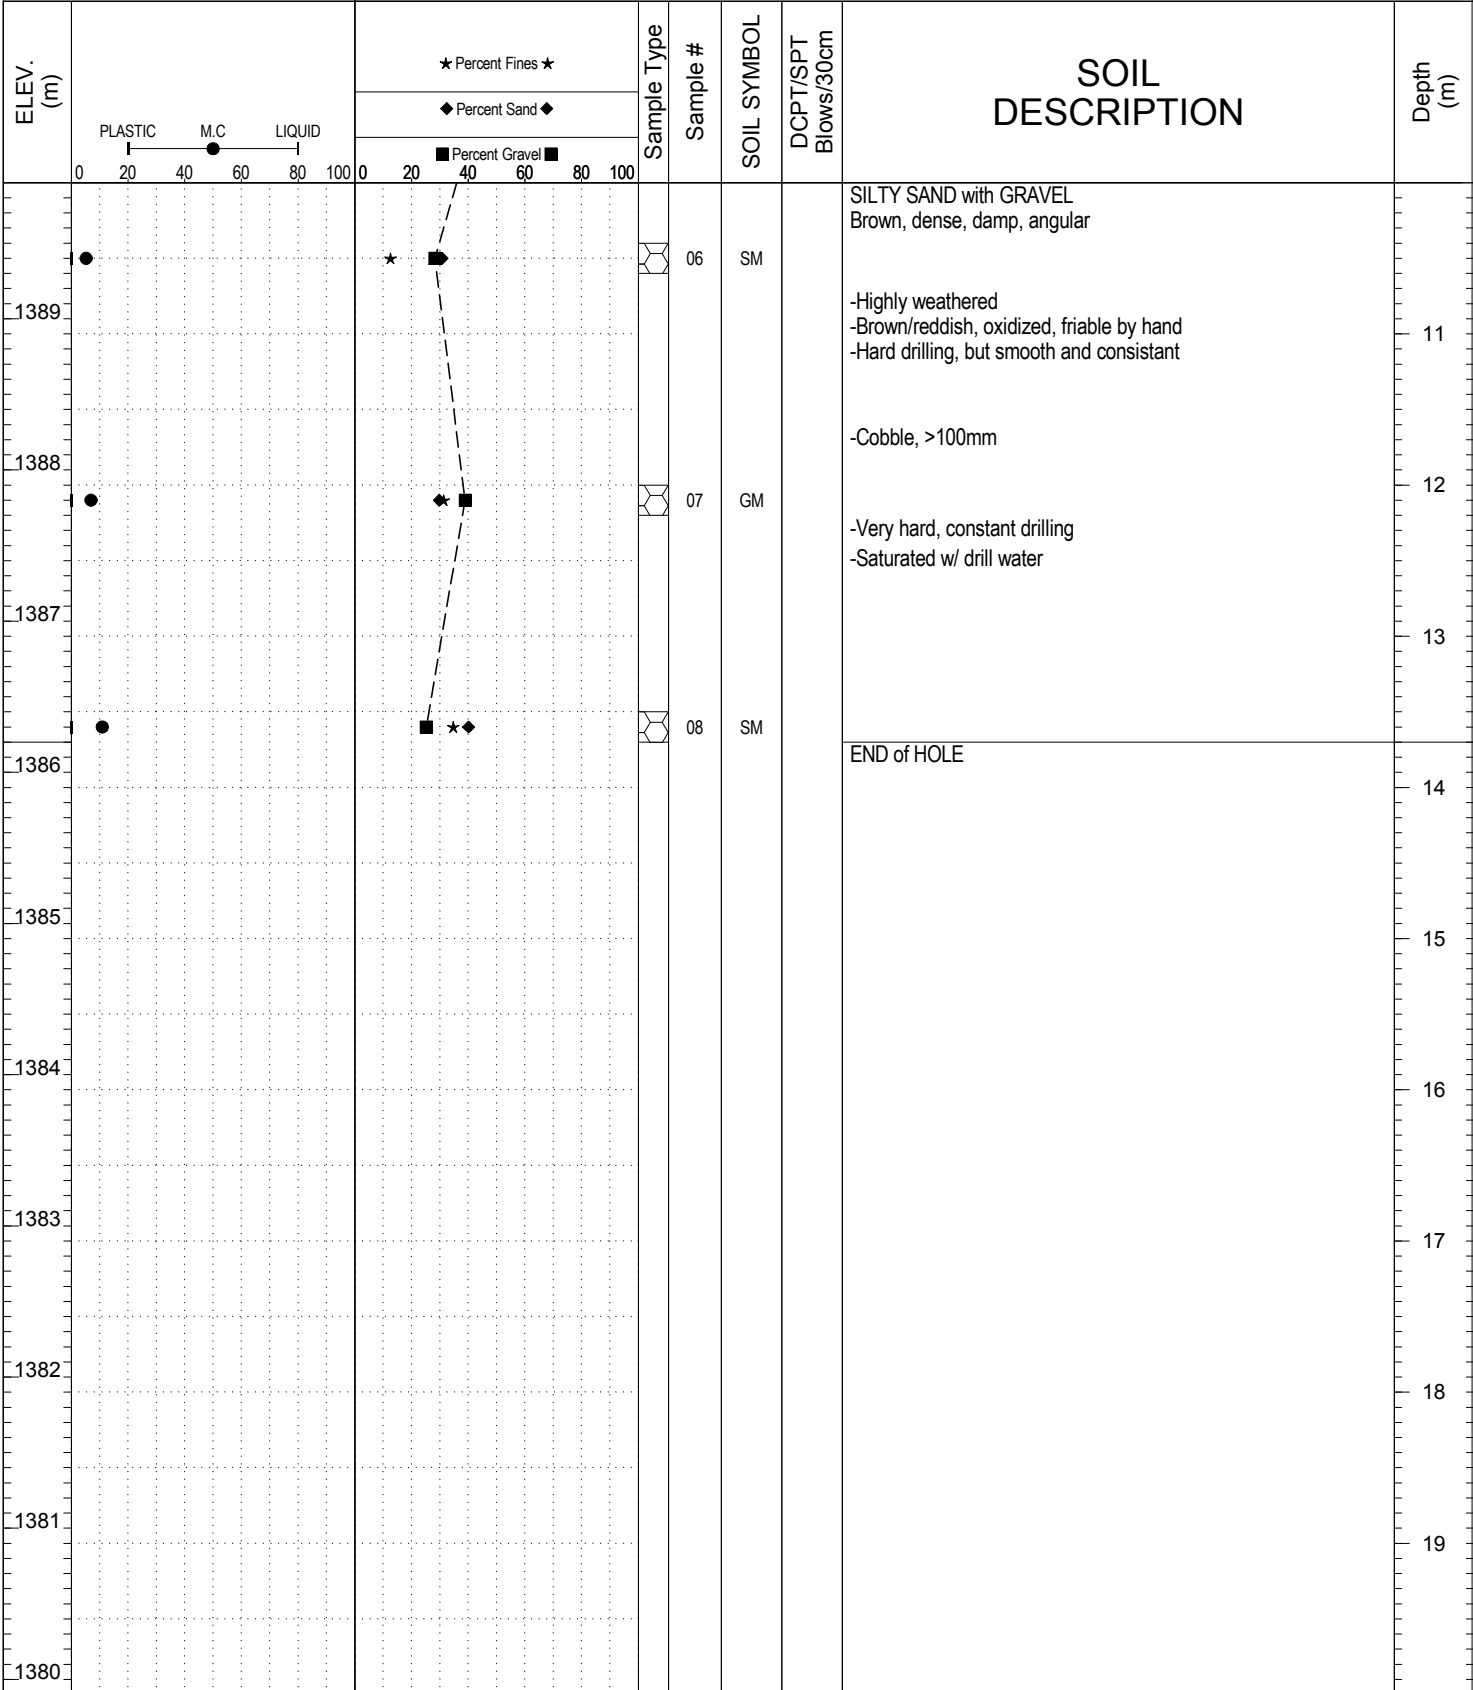 ELEV.
(m)
PLASTIC M.C LIQUID
0 20 40 60 80 100
★ Percent Fines ★
◆ Percent Sand ◆
■ Percent Gravel ■
0 20 40 60 80 100
Sample Type
Sample #
SOIL SYMBOL
DCPT/SPT
Blows/30cm
SOIL
DESCRIPTION
Depth
(m)
SILTY SAND with GRAVEL
Brown, dense, damp, angular
06 SM
-Highly weathered
1389
-Brown/reddish, oxidized, friable by hand
11
-Hard drilling, but smooth and consistant
-Cobble, >100mm
1388
12
07 GM
-Very hard, constant drilling
-Saturated w/ drill water
1387
13
08 SM
END of HOLE
1386
14
1385
15
1384
16
1383
17
1382
18
1381
19
1380